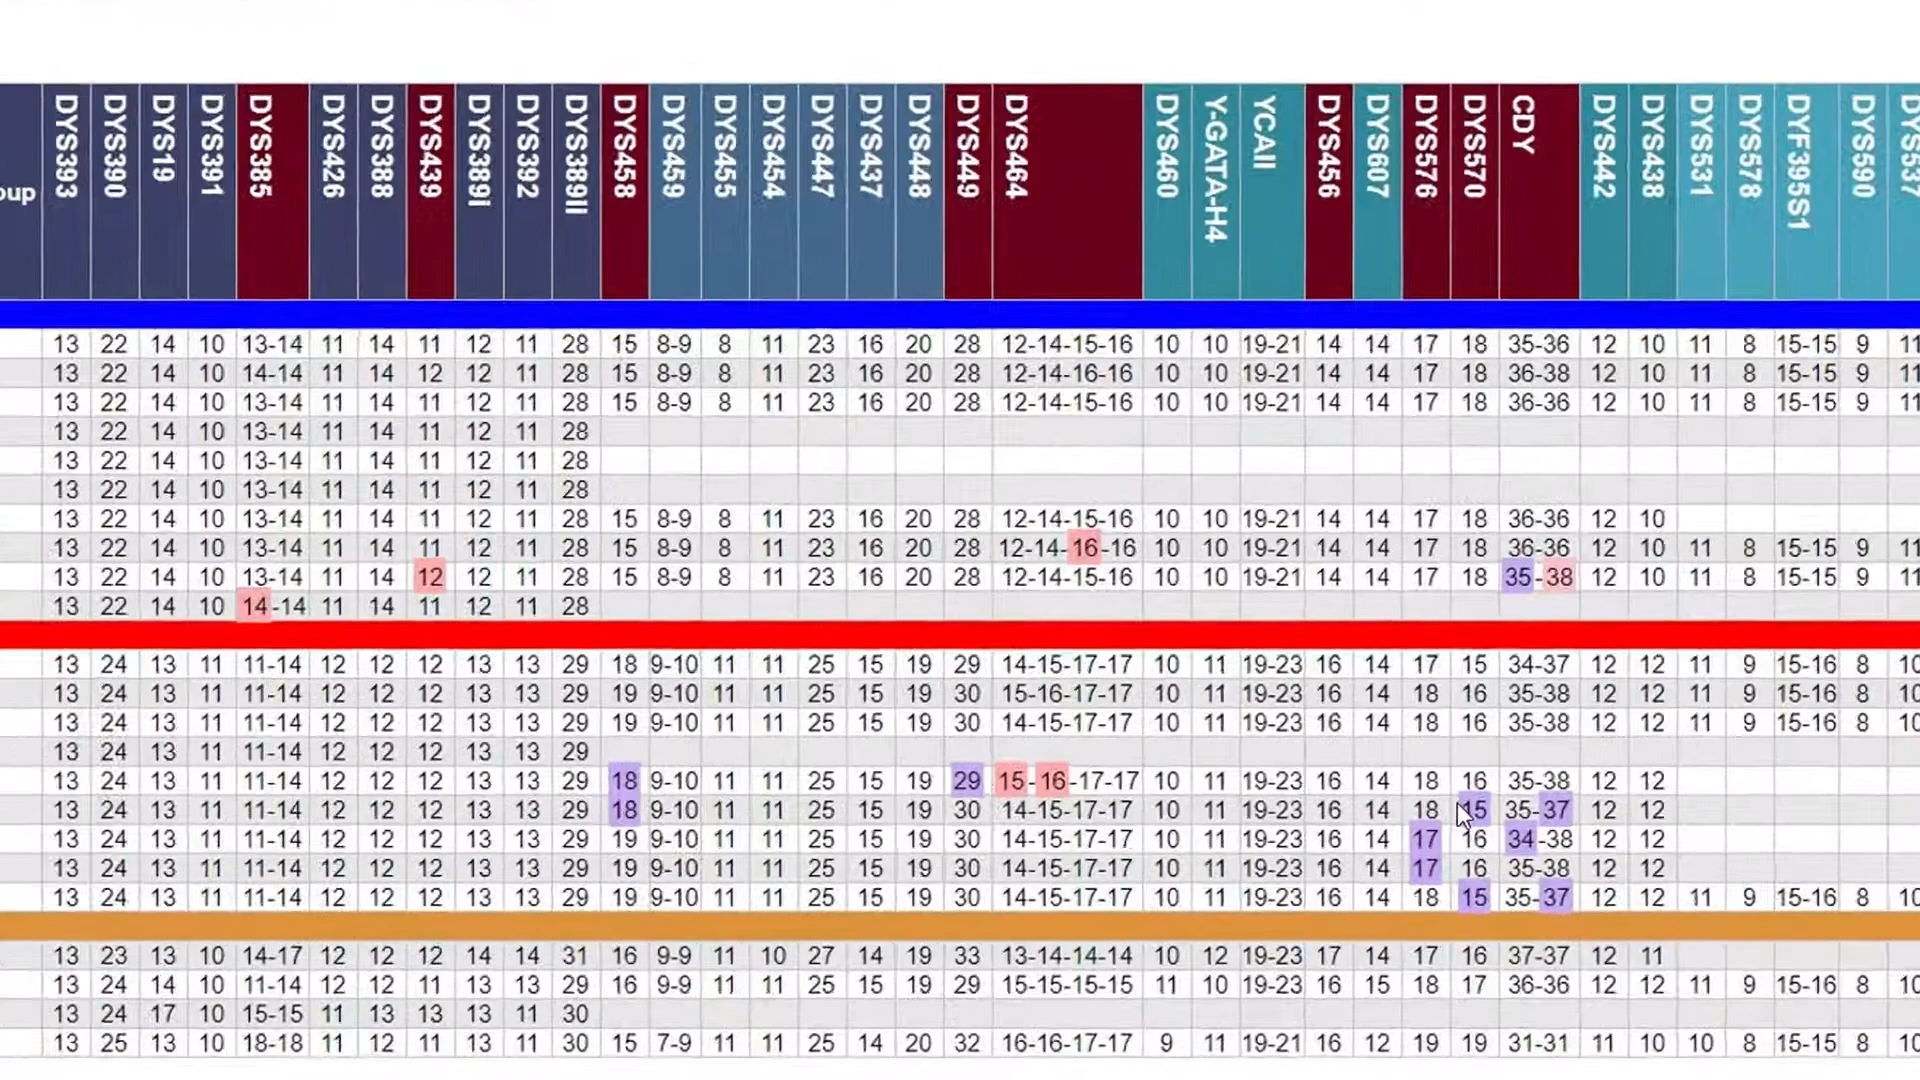 oup DYS393 DYS390 DYS19 DYS391 DYS385 DYS426 DYS388 DYS439 DYS389I DYS392 DYS389II DYS458 DYS459 DYS455 DYS454 DYS447 DYS437 DYS448 DYS449 DYS464 DYS460 Y-GATA-H4 YCAII DYS456 DYS607 DYS576 DYS570 CDY DYS442 DYS438 DYS531 DYS578 DYF395S1 DYS590 DYS537
13 22 14 10 13-14 11 14 11 12 11 28 15 8-9 8 11 23 16 20 28 12-14-15-16 10 10 19-21 14 14 17 18 35-36 12 10 11 8 15-15 9 11
13 22 14 10 14-14 11 14 12 12 11 28 15 8-9 8 11 23 16 20 28 12-14-16-16 10 10 19-21 14 14 17 18 36-38 12 10 11 8 15-15 9 11
13 22 14 10 13-14 11 14 11 12 11 28 15 8-9 8 11 23 16 20 28 12-14-15-16 10 10 19-21 14 14 17 18 36-36 12 10 11 8 15-15 9 11
13 22 14 10 13-14 11 14 11 12 11 28
13 22 14 10 13-14 11 14 11 12 11 28
13 22 14 10 13-14 11 14 11 12 11 28
13 22 14 10 13-14 11 14 11 12 11 28 15 8-9 8 11 23 16 20 28 12-14-15-16 10 10 19-21 14 14 17 18 36-36 12 10
13 22 14 10 13-14 11 14 11 12 11 28 15 8-9 8 11 23 16 20 28 12-14-16-16 10 10 19-21 14 14 17 18 36-36 12 10 11 8 15-15 9 11
13 22 14 10 13-14 11 14 12 12 11 28 15 8-9 8 11 23 16 20 28 12-14-15-16 10 10 19-21 14 14 17 18 35-38 12 10 11 8 15-15 9 11
13 22 14 10 14-14 11 14 11 12 11 28
13 24 13 11 11-14 12 12 12 13 13 29 18 9-10 11 11 25 15 19 29 14-15-17-17 10 11 19-23 16 14 17 15 34-37 12 12 11 9 15-16 8 10
13 24 13 11 11-14 12 12 12 13 13 29 19 9-10 11 11 25 15 19 30 15-16-17-17 10 11 19-23 16 14 18 16 35-38 12 12 11 9 15-16 8 10
13 24 13 11 11-14 12 12 12 13 13 29 19 9-10 11 11 25 15 19 30 14-15-17-17 10 11 19-23 16 14 18 16 35-38 12 12 11 9 15-16 8 10
13 24 13 11 11-14 12 12 12 13 13 29
13 24 13 11 11-14 12 12 12 13 13 29 18 9-10 11 11 25 15 19 29 15-16-17-17 10 11 19-23 16 14 18 16 35-38 12 12
13 24 13 11 11-14 12 12 12 13 13 29 18 9-10 11 11 25 15 19 30 14-15-17-17 10 11 19-23 16 14 18 15 35-37 12 12
13 24 13 11 11-14 12 12 12 13 13 29 19 9-10 11 11 25 15 19 30 14-15-17-17 10 11 19-23 16 14 17 16 34-38 12 12
13 24 13 11 11-14 12 12 12 13 13 29 19 9-10 11 11 25 15 19 30 14-15-17-17 10 11 19-23 16 14 17 16 35-38 12 12
13 24 13 11 11-14 12 12 12 13 13 29 19 9-10 11 11 25 15 19 30 14-15-17-17 10 11 19-23 16 14 18 15 35-37 12 12 11 9 15-16 8 10
13 23 13 10 14-17 12 12 12 14 14 31 16 9-9 11 10 27 14 19 33 13-14-14-14 10 12 19-23 17 14 17 16 37-37 12 11
13 24 14 10 11-14 12 12 11 13 13 29 16 9-9 11 11 25 15 19 29 15-15-15-15 11 10 19-23 16 15 18 17 36-36 12 12 11 9 15-16 8 10
13 24 17 10 15-15 11 13 13 13 11 30
13 25 13 10 18-18 11 12 11 13 11 30 15 7-9 11 11 25 14 20 32 16-16-17-17 9 11 19-21 16 12 19 19 31-31 11 10 10 8 15-15 8 10